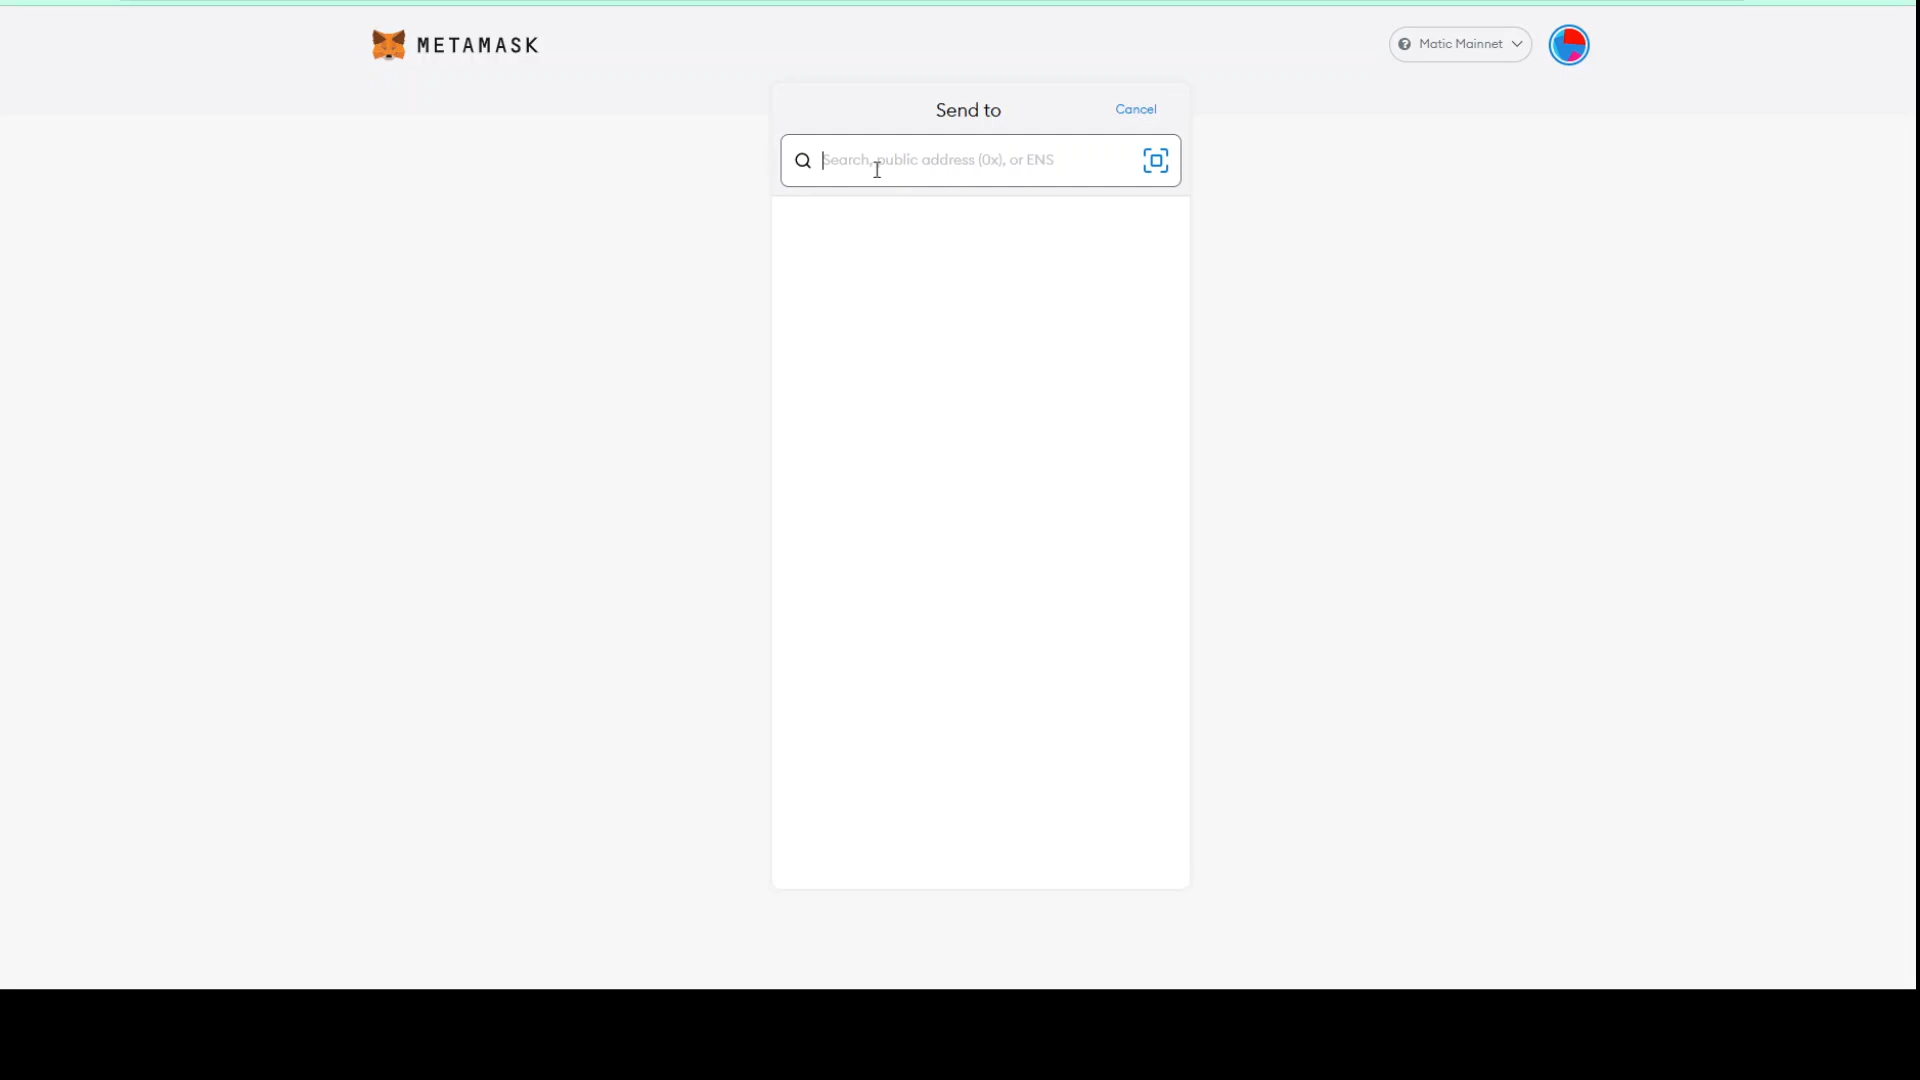 METAMASK
Matic Mainnet
Send to
Cancel
Search, public address (0x), or ENS